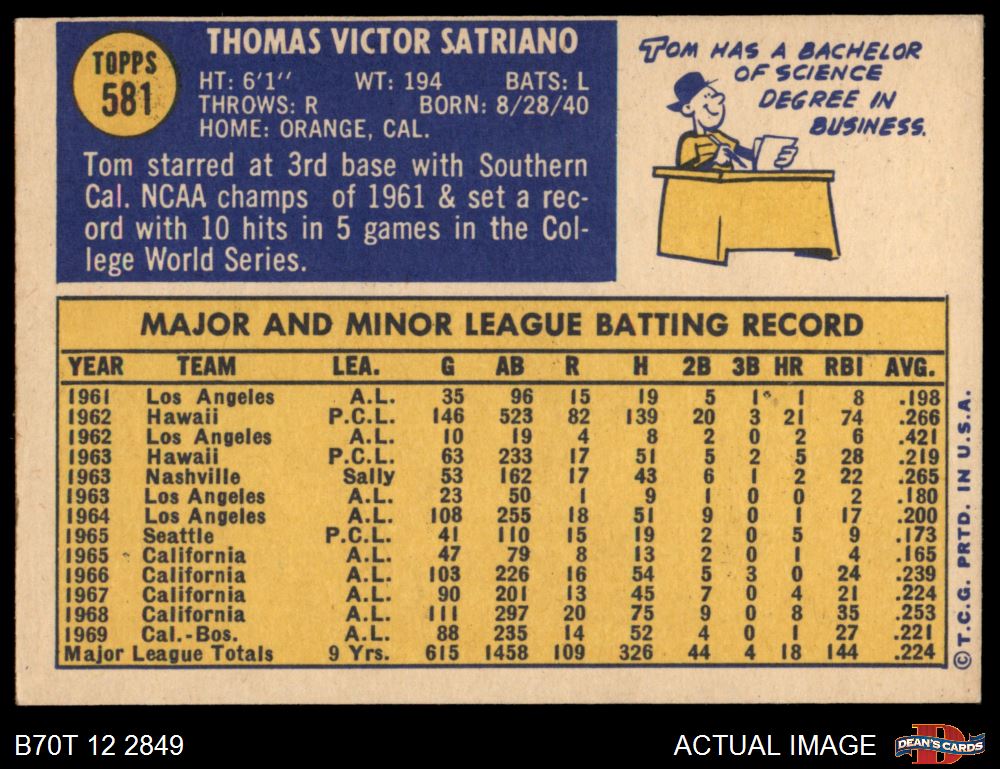 TOPPS
581
THOMAS VICTOR SATRIANO
HT: 6'1" WT: 194 BATS: L
THROWS: R BORN: 8/28/40
HOME: ORANGE, CAL.
Tom starred at 3rd base with Southern
Cal. NCAA champs of 1961 & set a rec-
ord with 10 hits in 5 games in the Col-
lege World Series.
TOM HAS A BACHELOR
OF SCIENCE
DEGREE IN
BUSINESS.
MAJOR AND MINOR LEAGUE BATTING RECORD
YEAR TEAM LEA. G AB R H 2B 3B HR RBI AVG.
1961 Los Angeles A.L. 35 96 15 19 5 1 1 8 .198
1962 Hawaii P.C.L. 146 523 82 139 20 3 21 74 .266
1962 Los Angeles A.L. 10 19 4 8 2 0 2 6 .421
1963 Hawaii P.C.L. 63 233 17 51 5 2 5 28 .219
1963 Nashville Sally 53 162 17 43 6 1 2 22 .265
1963 Los Angeles A.L. 23 50 1 9 1 0 0 2 .180
1964 Los Angeles A.L. 108 255 18 51 9 0 1 17 .200
1965 Seattle P.C.L. 41 110 15 19 2 0 5 9 .173
1965 California A.L. 47 79 8 13 2 0 1 4 .165
1966 California A.L. 103 226 16 54 5 3 0 24 .239
1967 California A.L. 90 201 13 45 7 0 4 21 .224
1968 California A.L. 111 297 20 75 9 0 8 35 .253
1969 Cal.-Bos. A.L. 88 235 14 52 4 0 1 27 .221
Major League Totals 9 Yrs. 615 1458 109 326 44 4 18 144 .224
© T.C.G. PRTD. IN U.S.A.
B70T 12 2849
ACTUAL IMAGE
DEAN'S CARDS